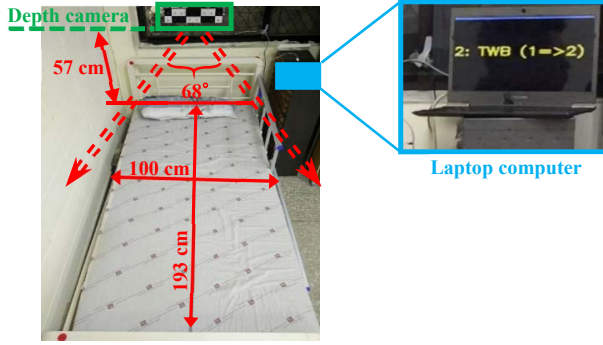 Depth camera
57 cm
68°
100 cm
193 cm
2: TWB (1=>2)
Laptop computer